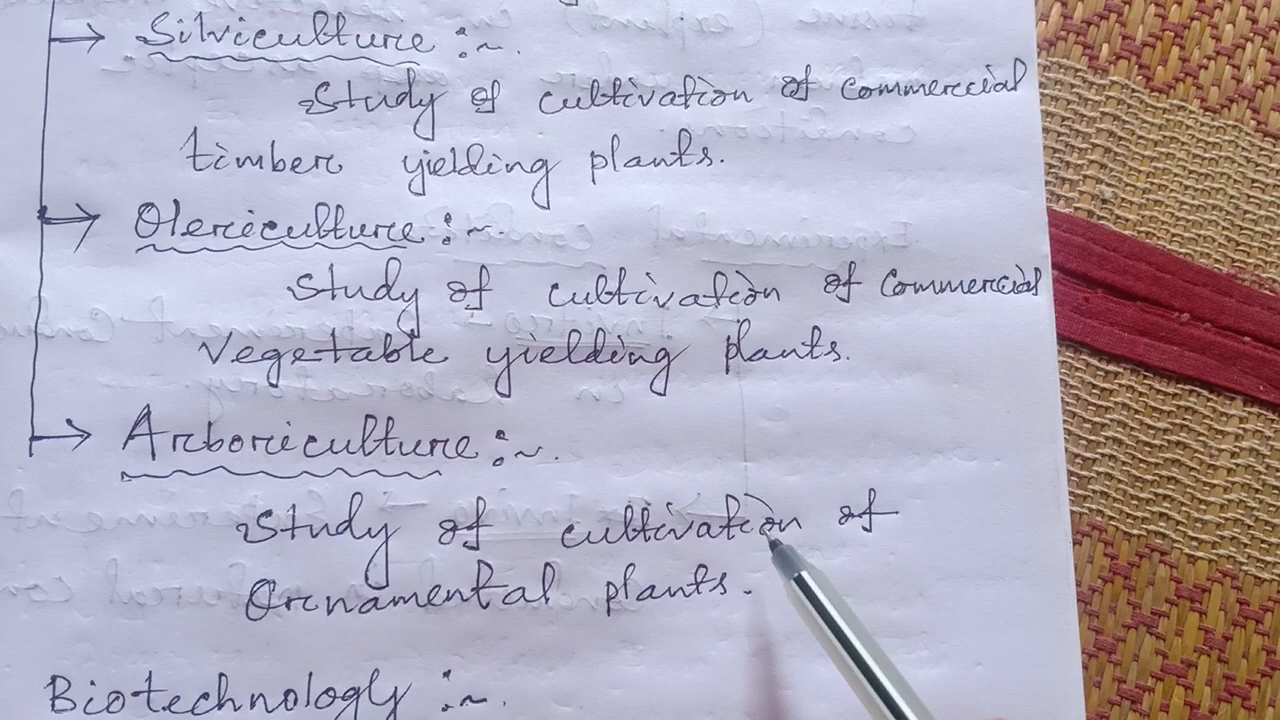 → Silviculture :~.
Study of cultivation of commercial
timber yielding plants.
→ Olericulture :~.
Study of cultivation of commercial
Vegetable yielding plants.
→ Arboriculture :~.
Study of cultivation of
Ornamental plants.
Biotechnology :~.